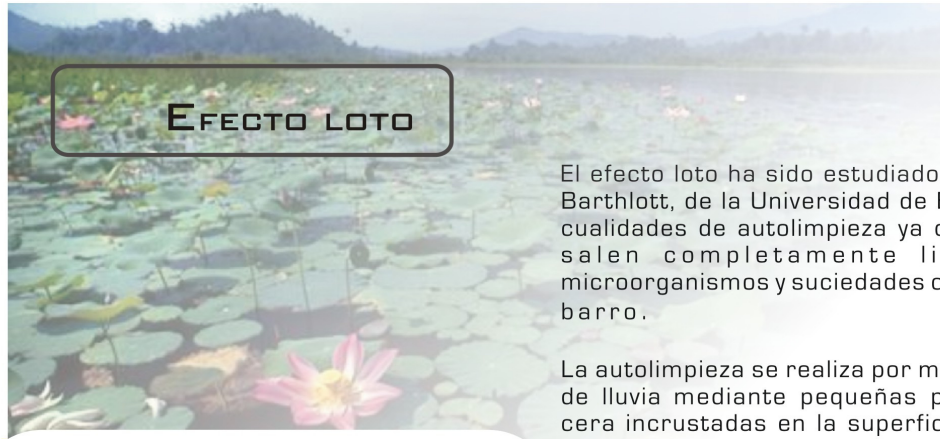 EFECTO LOTO
El efecto loto ha sido estudiado
Barthlott, de la Universidad de
cualidades de autolimpieza ya
salen completamente
microorganismos y suciedades
barro.
La autolimpieza se realiza por
de lluvia mediante pequeñas
cera incrustadas en la